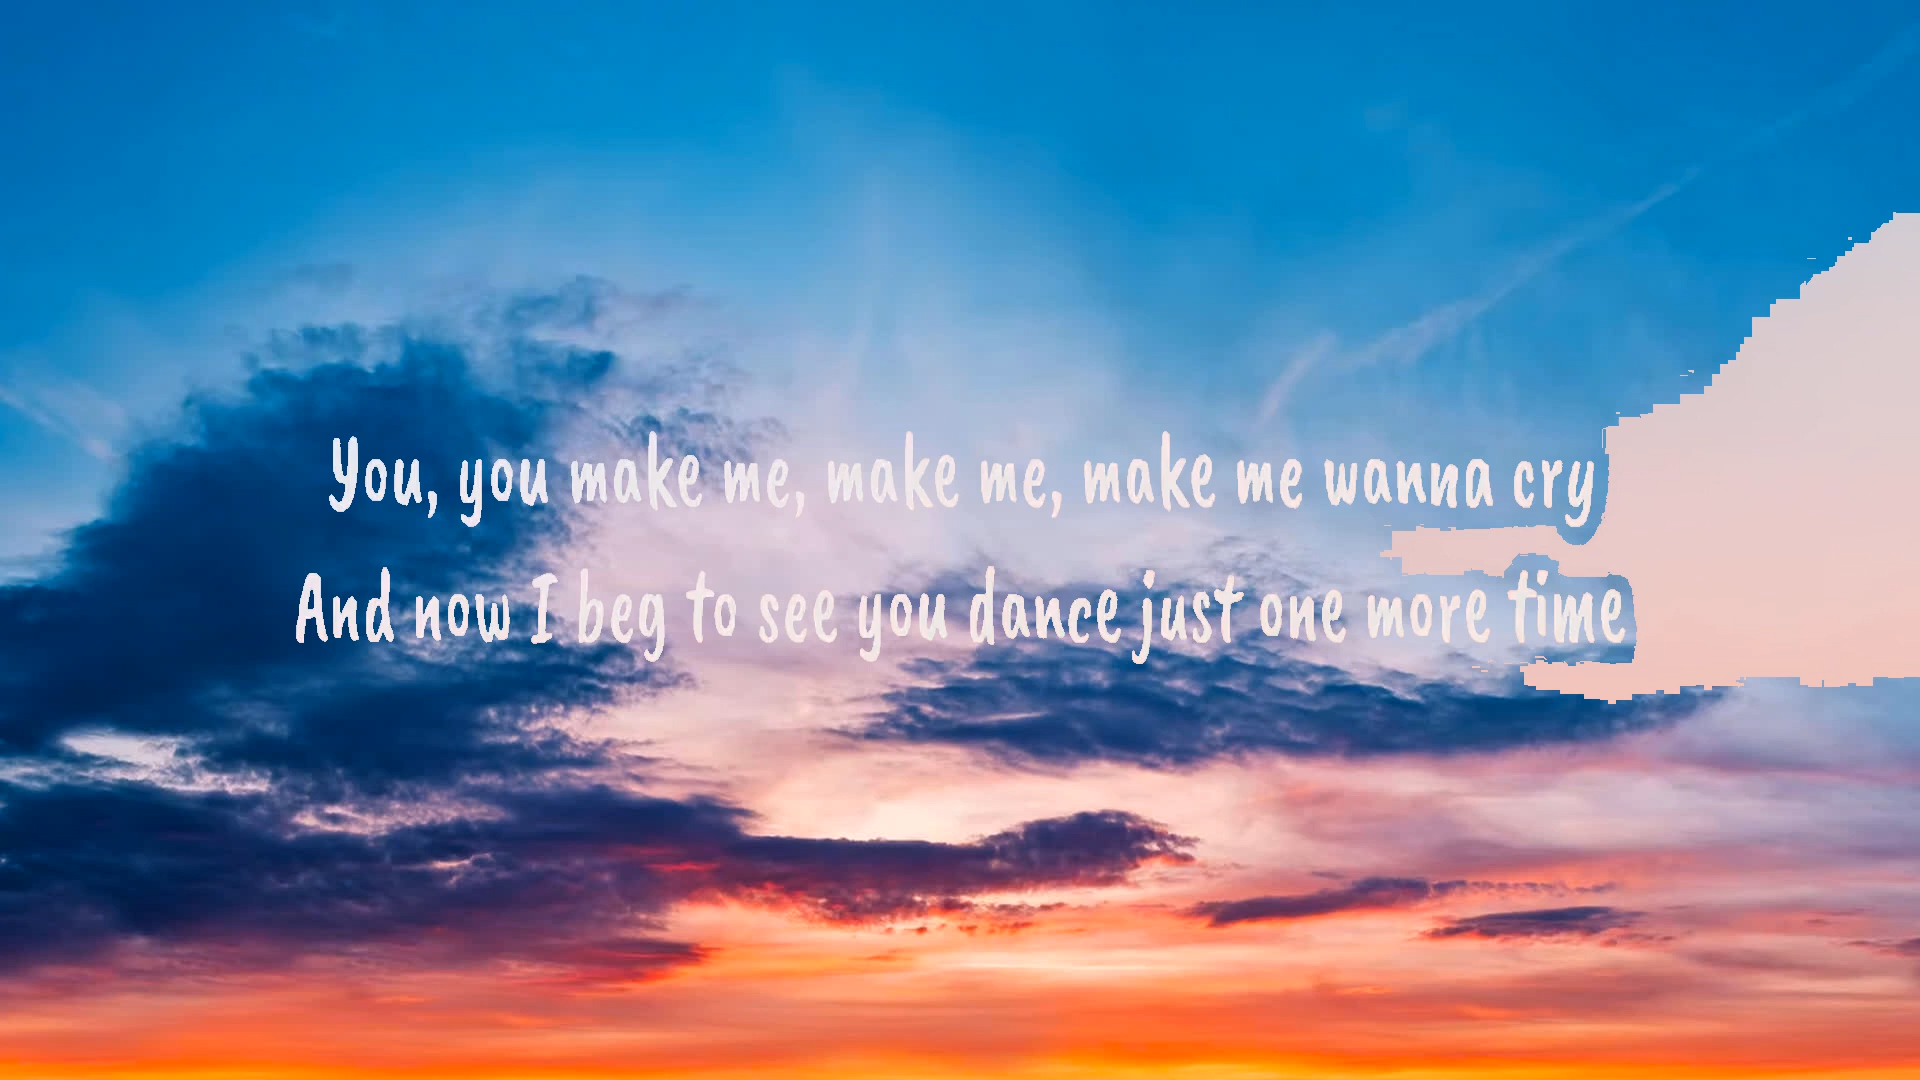 You, you make me, make me, make me wanna cry
And now I beg to see you dance just one more time